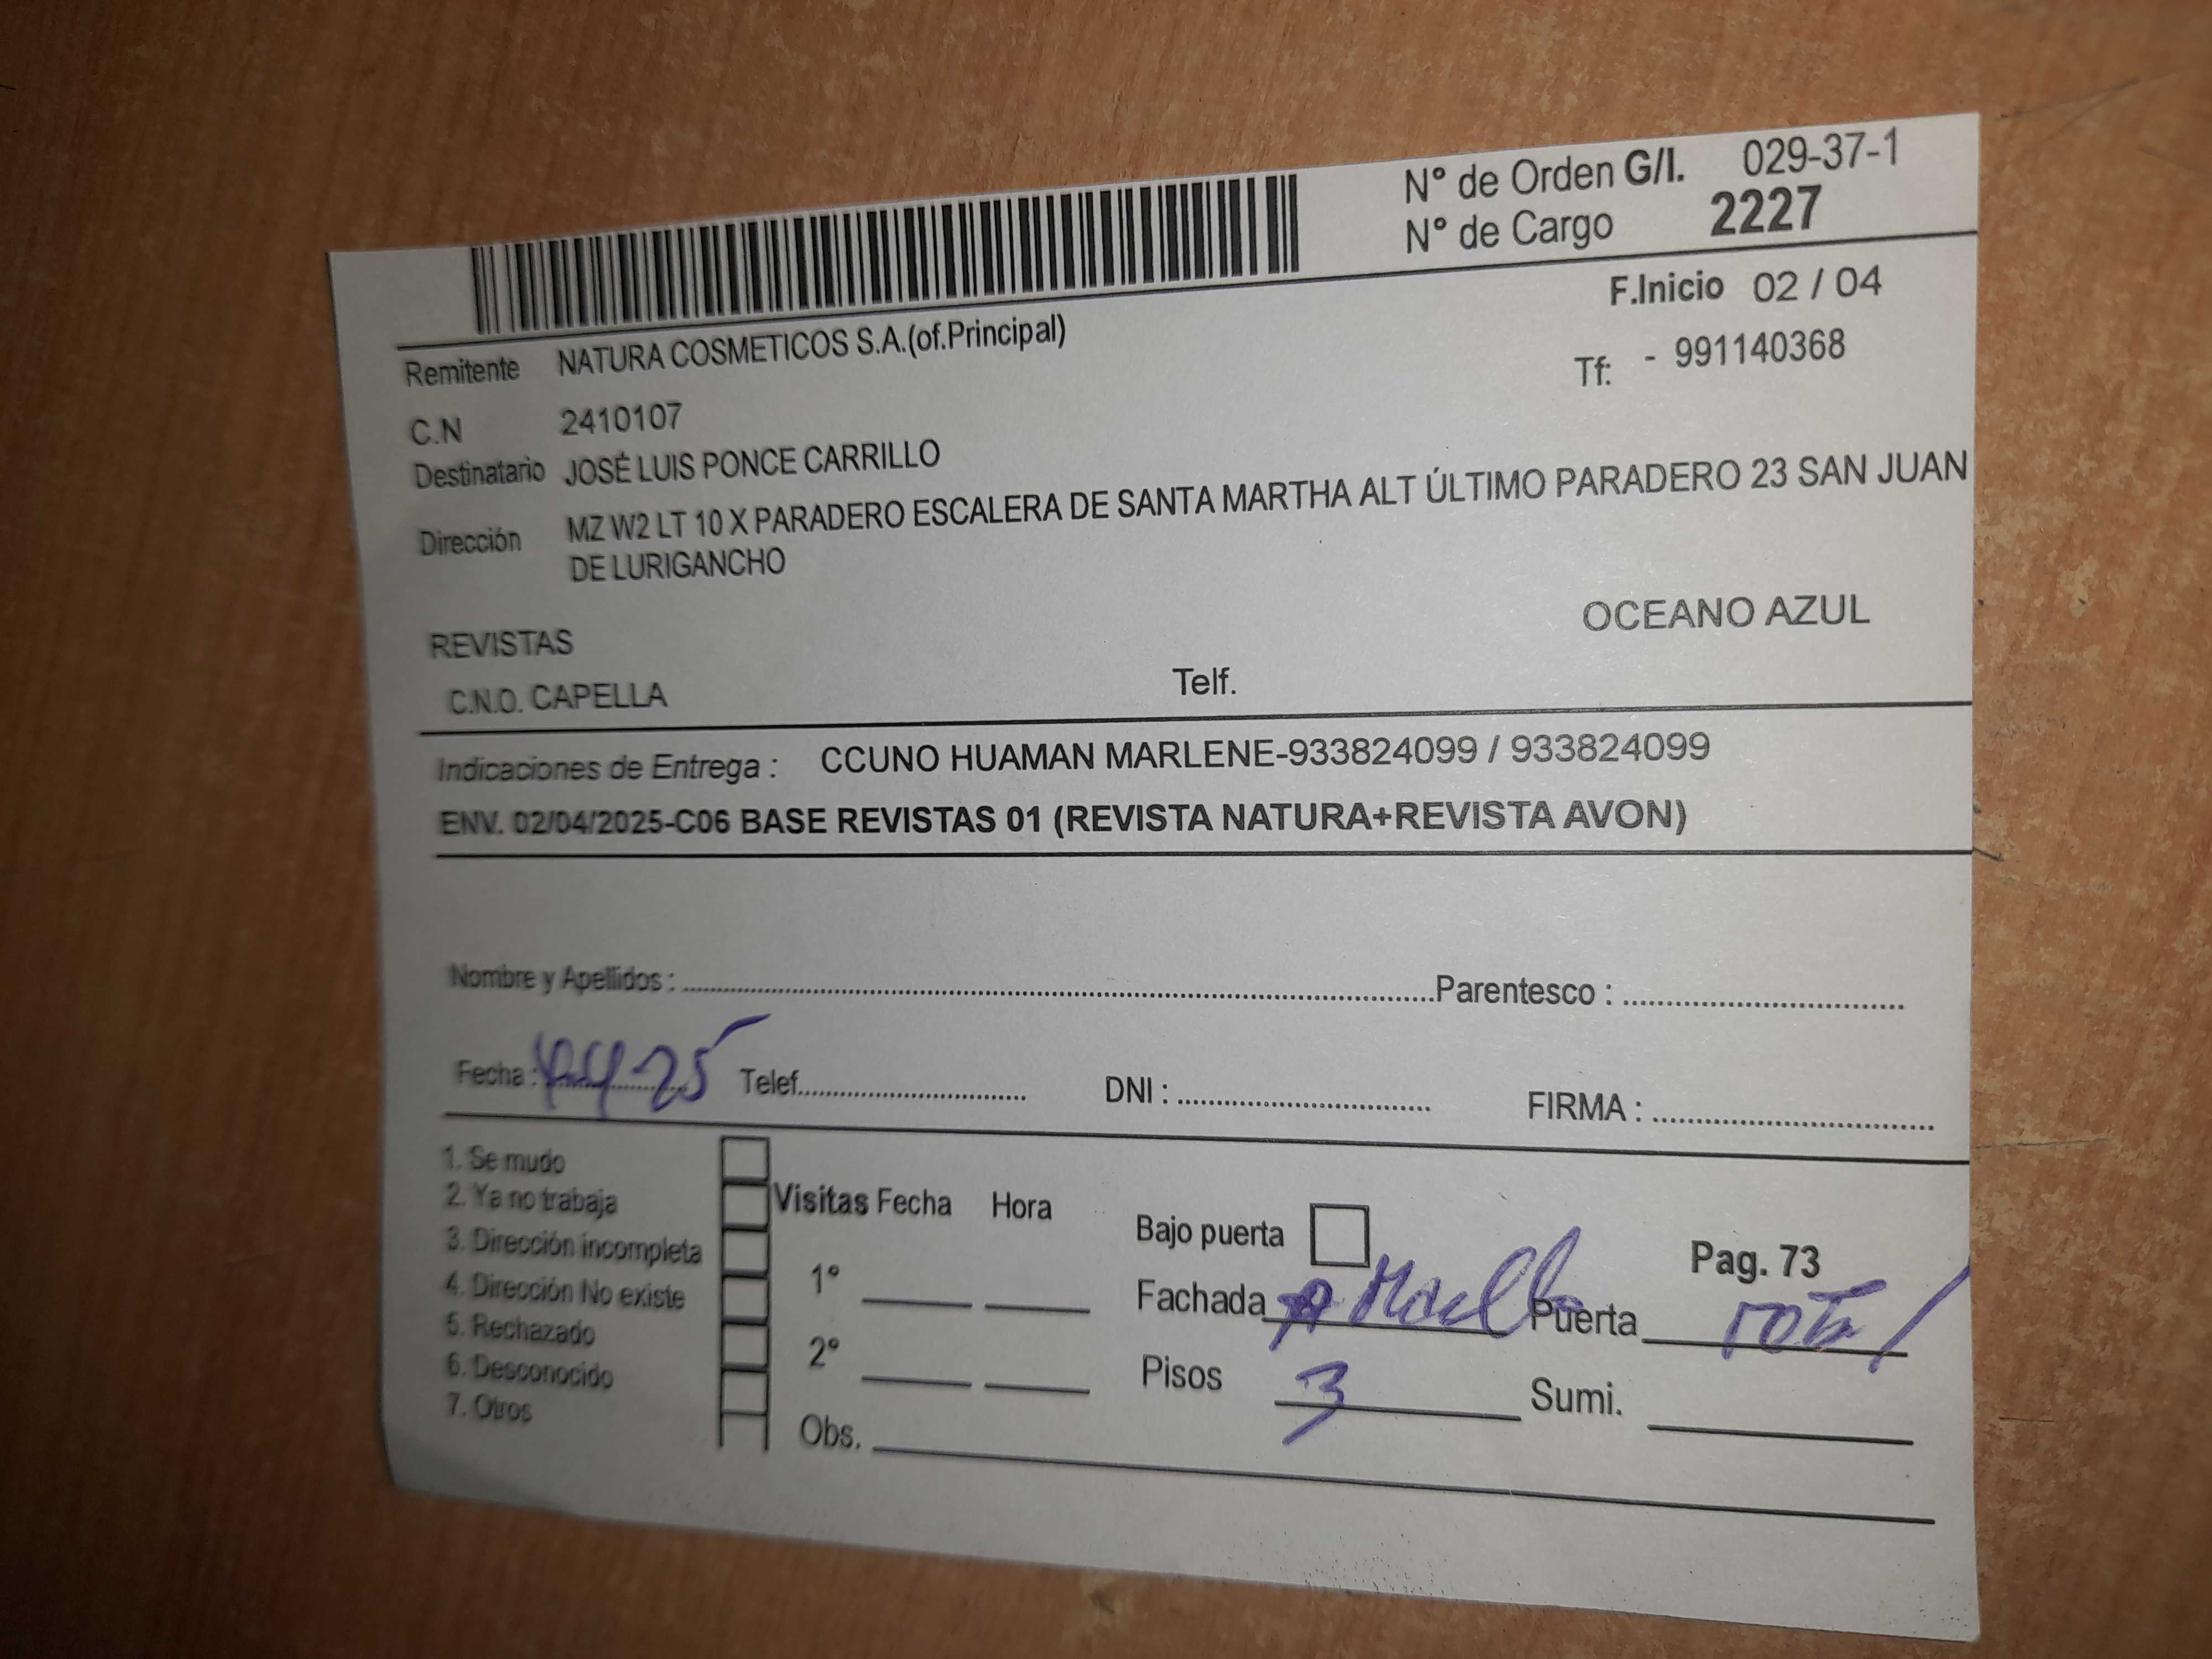 N° de Orden G/I. 029-37-1
N° de Cargo 2227
F.Inicio 02 / 04
Remitente NATURA COSMETICOS S.A.(of.Principal)
Tf: - 991140368
C.N 2410107
Destinatario JOSÉ LUIS PONCE CARRILLO
Dirección MZ W2 LT 10 X PARADERO ESCALERA DE SANTA MARTHA ALT ÚLTIMO PARADERO 23 SAN JUAN
DE LURIGANCHO
OCEANO AZUL
REVISTAS
C.N.O. CAPELLA Telf.
Indicaciones de Entrega : CCUNO HUAMAN MARLENE-933824099 / 933824099
ENV. 02/04/2025-C06 BASE REVISTAS 01 (REVISTA NATURA+REVISTA AVON)
Nombre y Apellidos : Parentesco :
Fecha : Telef. DNI : FIRMA :
1. Se mudo
2. Ya no trabaja
3. Dirección incompleta
4. Dirección No existe
5. Rechazado
6. Desconocido
7. Otros
Visitas Fecha Hora
1°
2°
Obs.
Bajo puerta Pag. 73
Fachada Puerta
Pisos 3 Sumi.